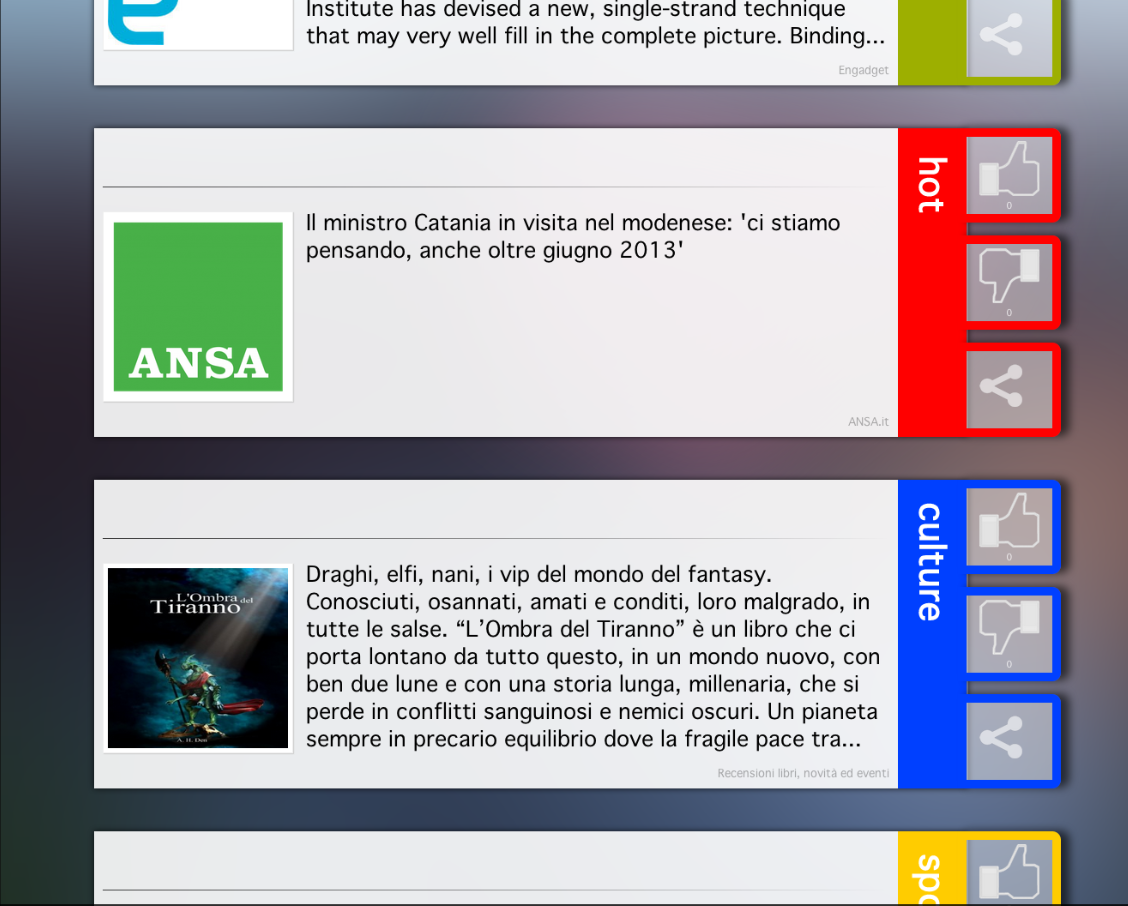 Institute has devised a new, single-strand technique
that may very well fill in the complete picture. Binding...
Engadget
hot
0
Il ministro Catania in visita nel modenese: 'ci stiamo
pensando, anche oltre giugno 2013'
0
ANSA
ANSA.it
culture
0
Draghi, elfi, nani, i vip del mondo del fantasy.
Conosciuti, osannati, amati e conditi, loro malgrado, in
tutte le salse. “L’Ombra del Tiranno” è un libro che ci
porta lontano da tutto questo, in un mondo nuovo, con
ben due lune e con una storia lunga, millenaria, che si
perde in conflitti sanguinosi e nemici oscuri. Un pianeta
sempre in precario equilibrio dove la fragile pace tra...
L'Ombra del
Tiranno
A. H. Den
0
Recensioni libri, novità ed eventi
spo